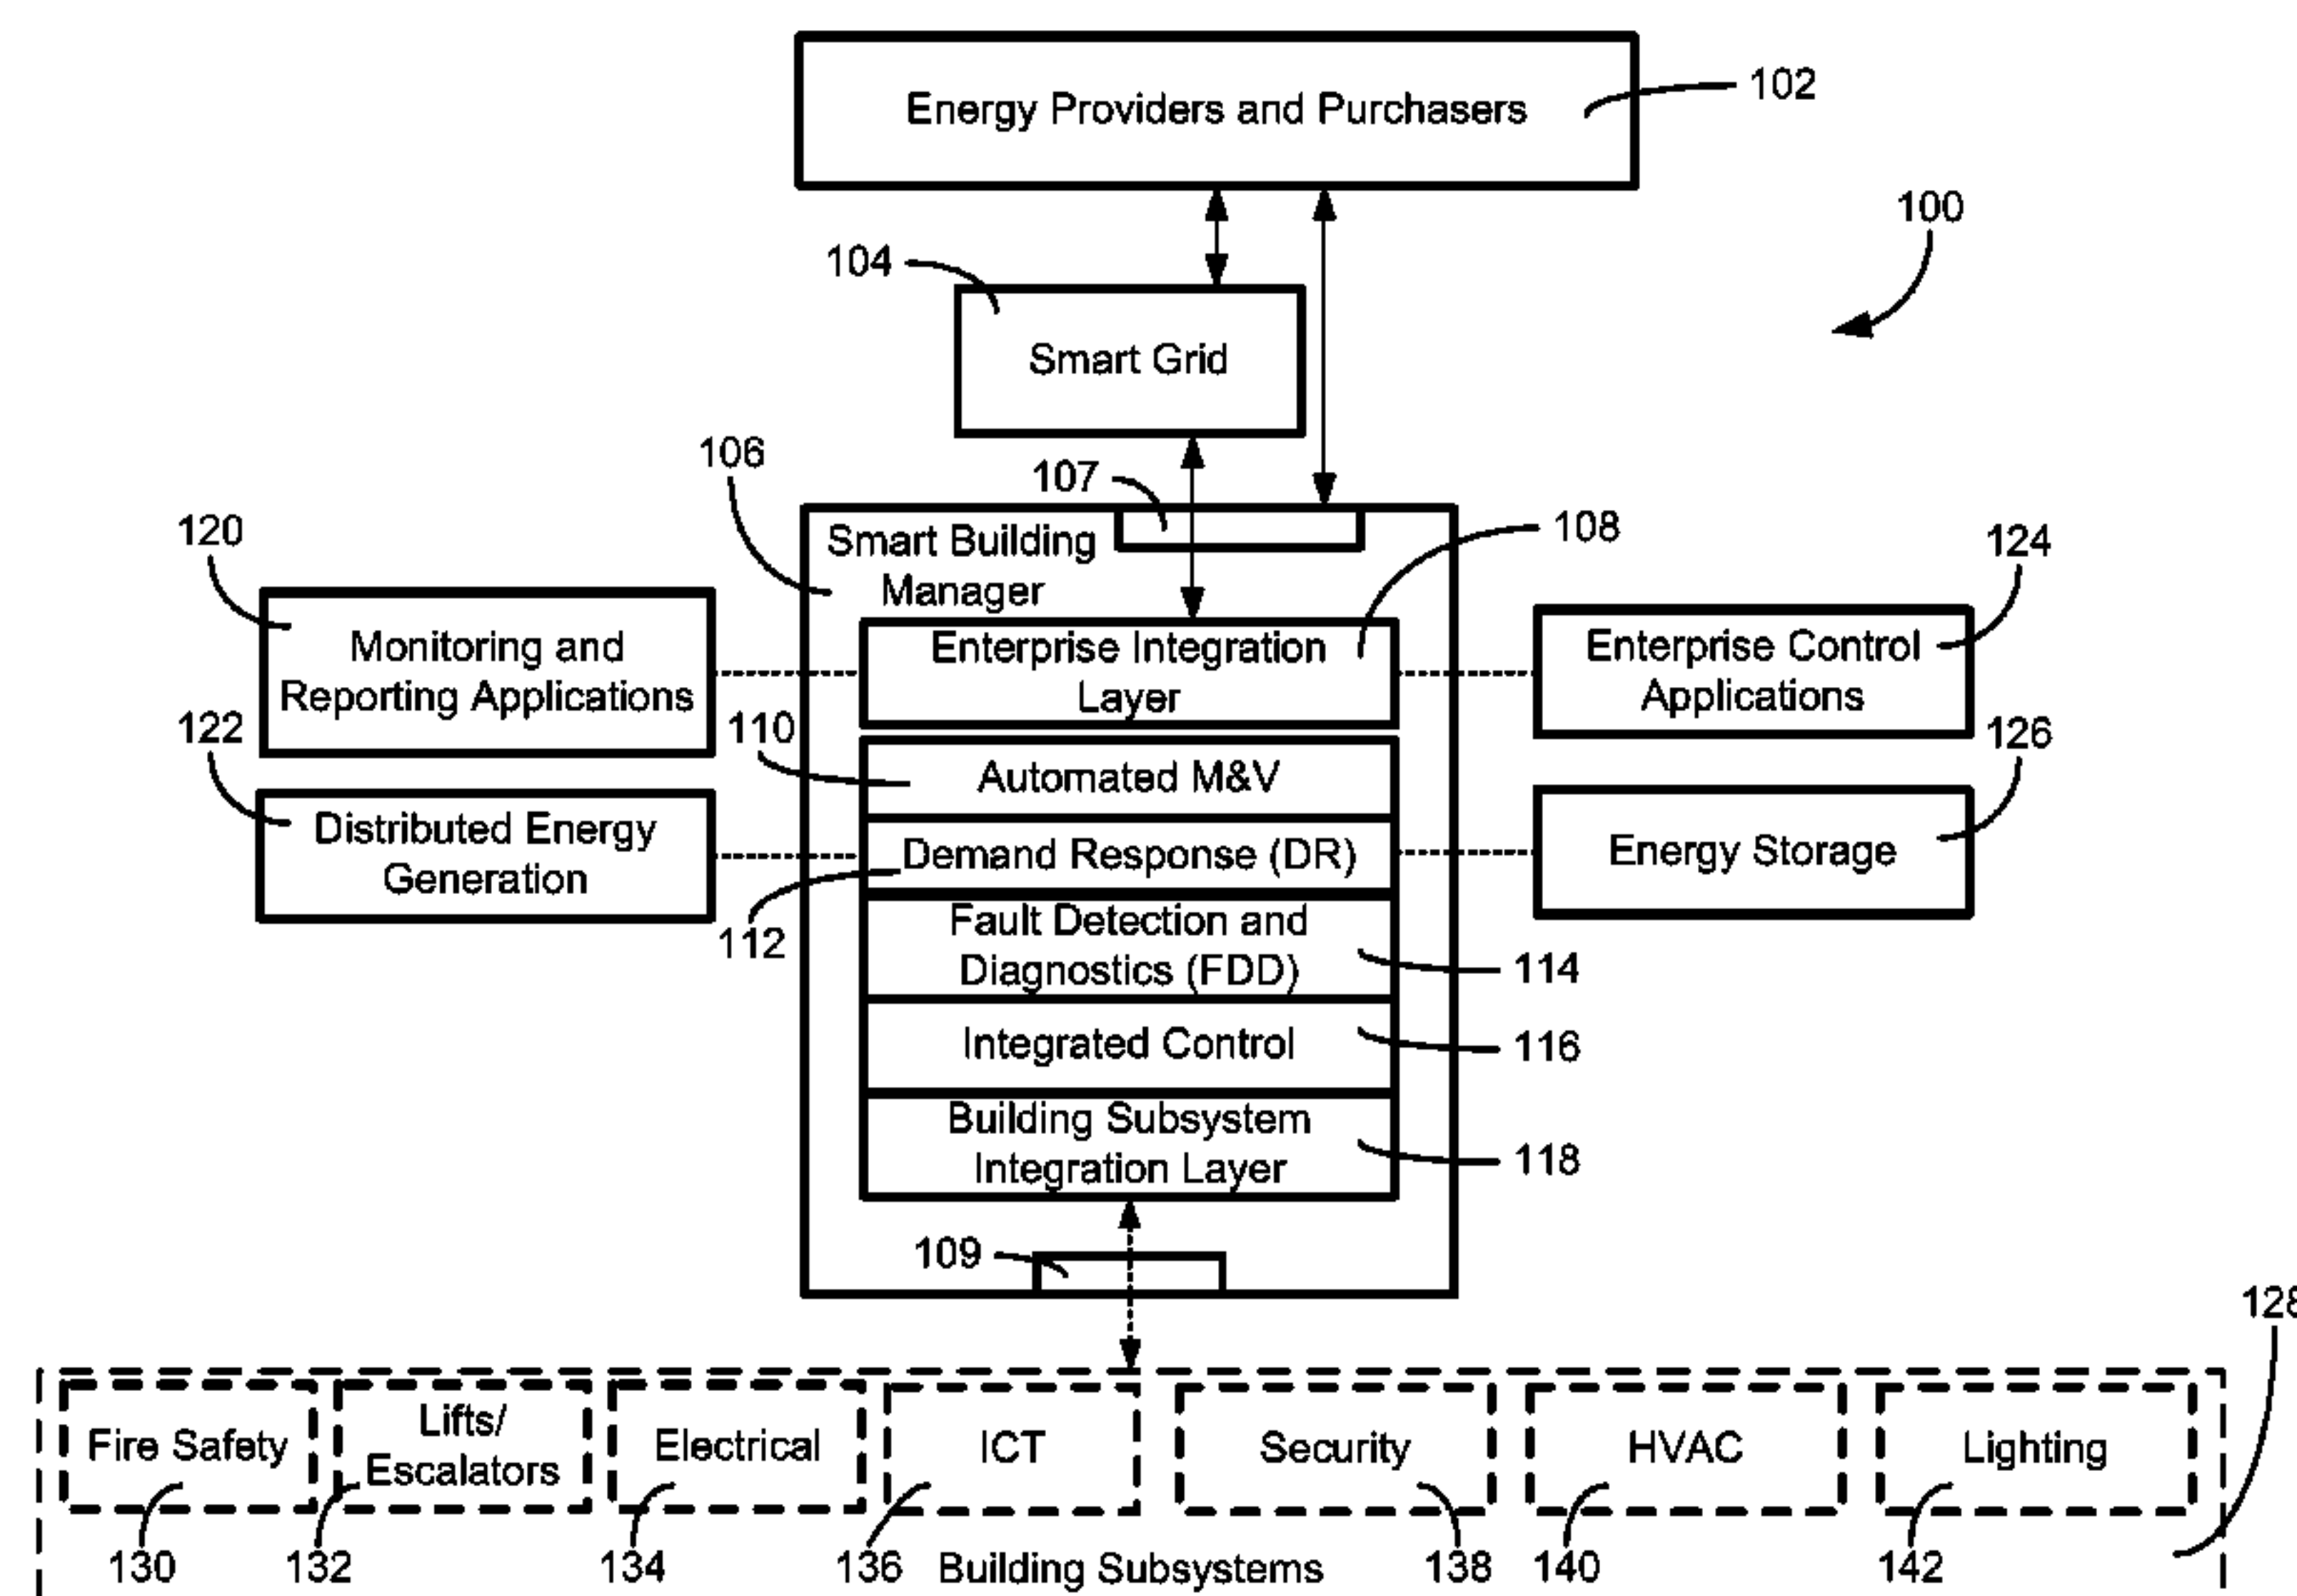 Energy Providers and Purchasers
102
100
104
Smart Grid
106
107
108
Smart Building
Manager
120
124
Monitoring and
Reporting Applications
Enterprise Integration
Layer
Enterprise Control
Applications
122
110
126
Automated M&V
Distributed Energy
Generation
Demand Response (DR)
Energy Storage
112
Fault Detection and
Diagnostics (FDD)
114
Integrated Control
116
Building Subsystem
Integration Layer
118
109
128
Fire Safety
Lifts/
Escalators
Electrical
ICT
Security
HVAC
Lighting
130
132
134
136
Building Subsystems
138
140
142